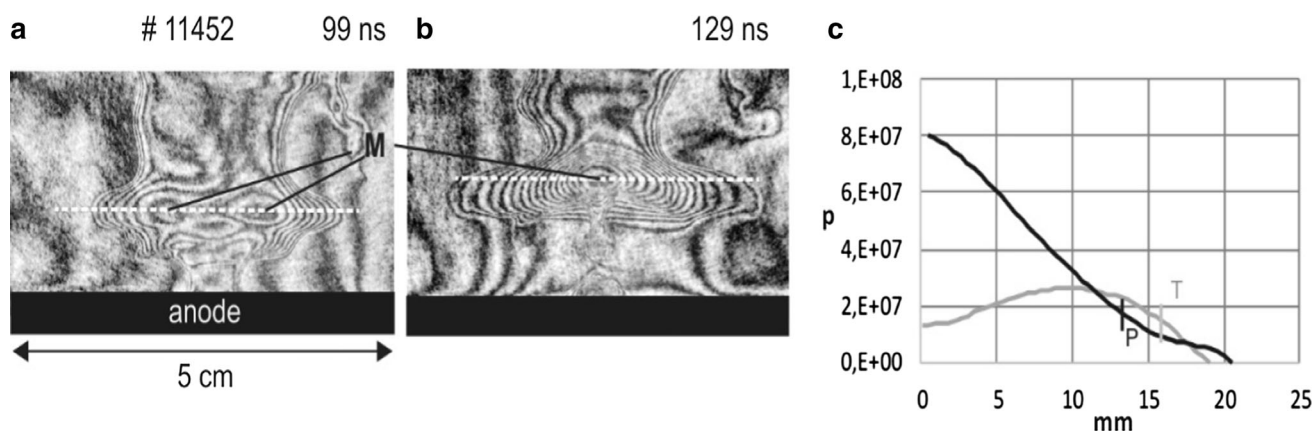 a # 11452 99 ns
b 129 ns
M
anode
5 cm
c
1,E+08
8,E+07
6,E+07
p
4,E+07
T
2,E+07
P
0,E+00
0 5 10 15 20 25
mm